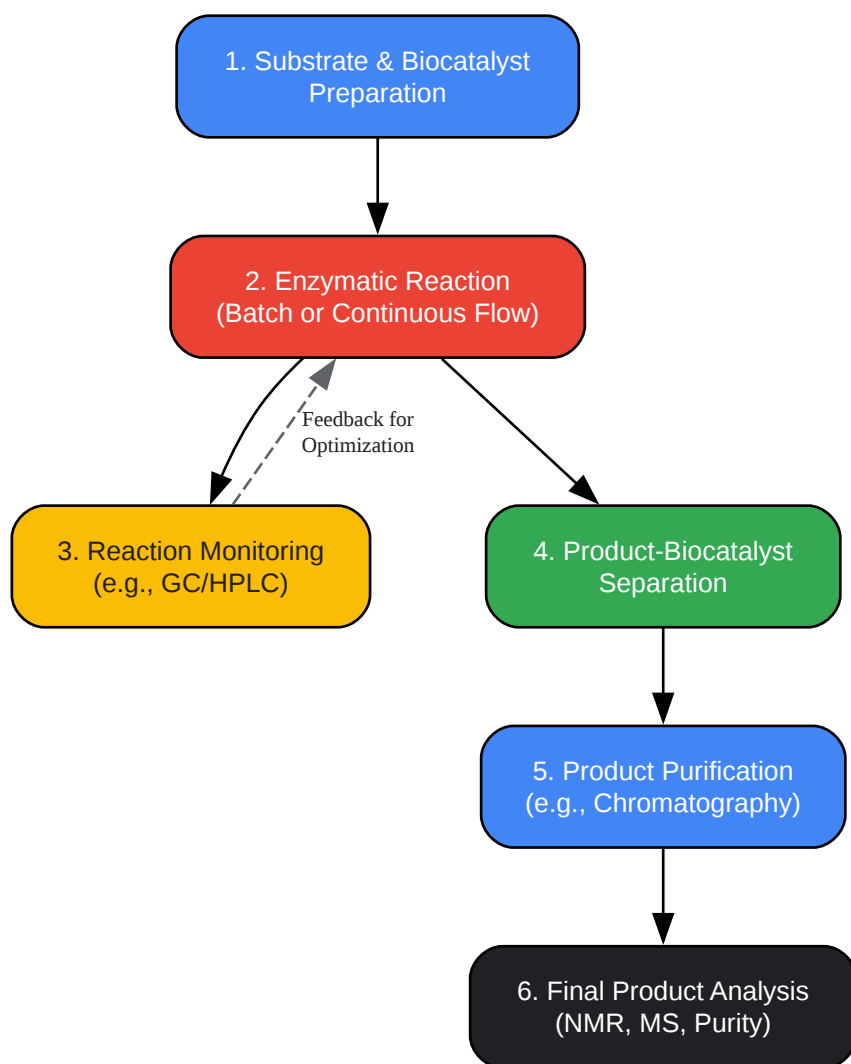 1. Substrate & Biocatalyst
Preparation
2. Enzymatic Reaction
(Batch or Continuous Flow)
Feedback for
Optimization
3. Reaction Monitoring
(e.g., GC/HPLC)
4. Product-Biocatalyst
Separation
5. Product Purification
(e.g., Chromatography)
6. Final Product Analysis
(NMR, MS, Purity)